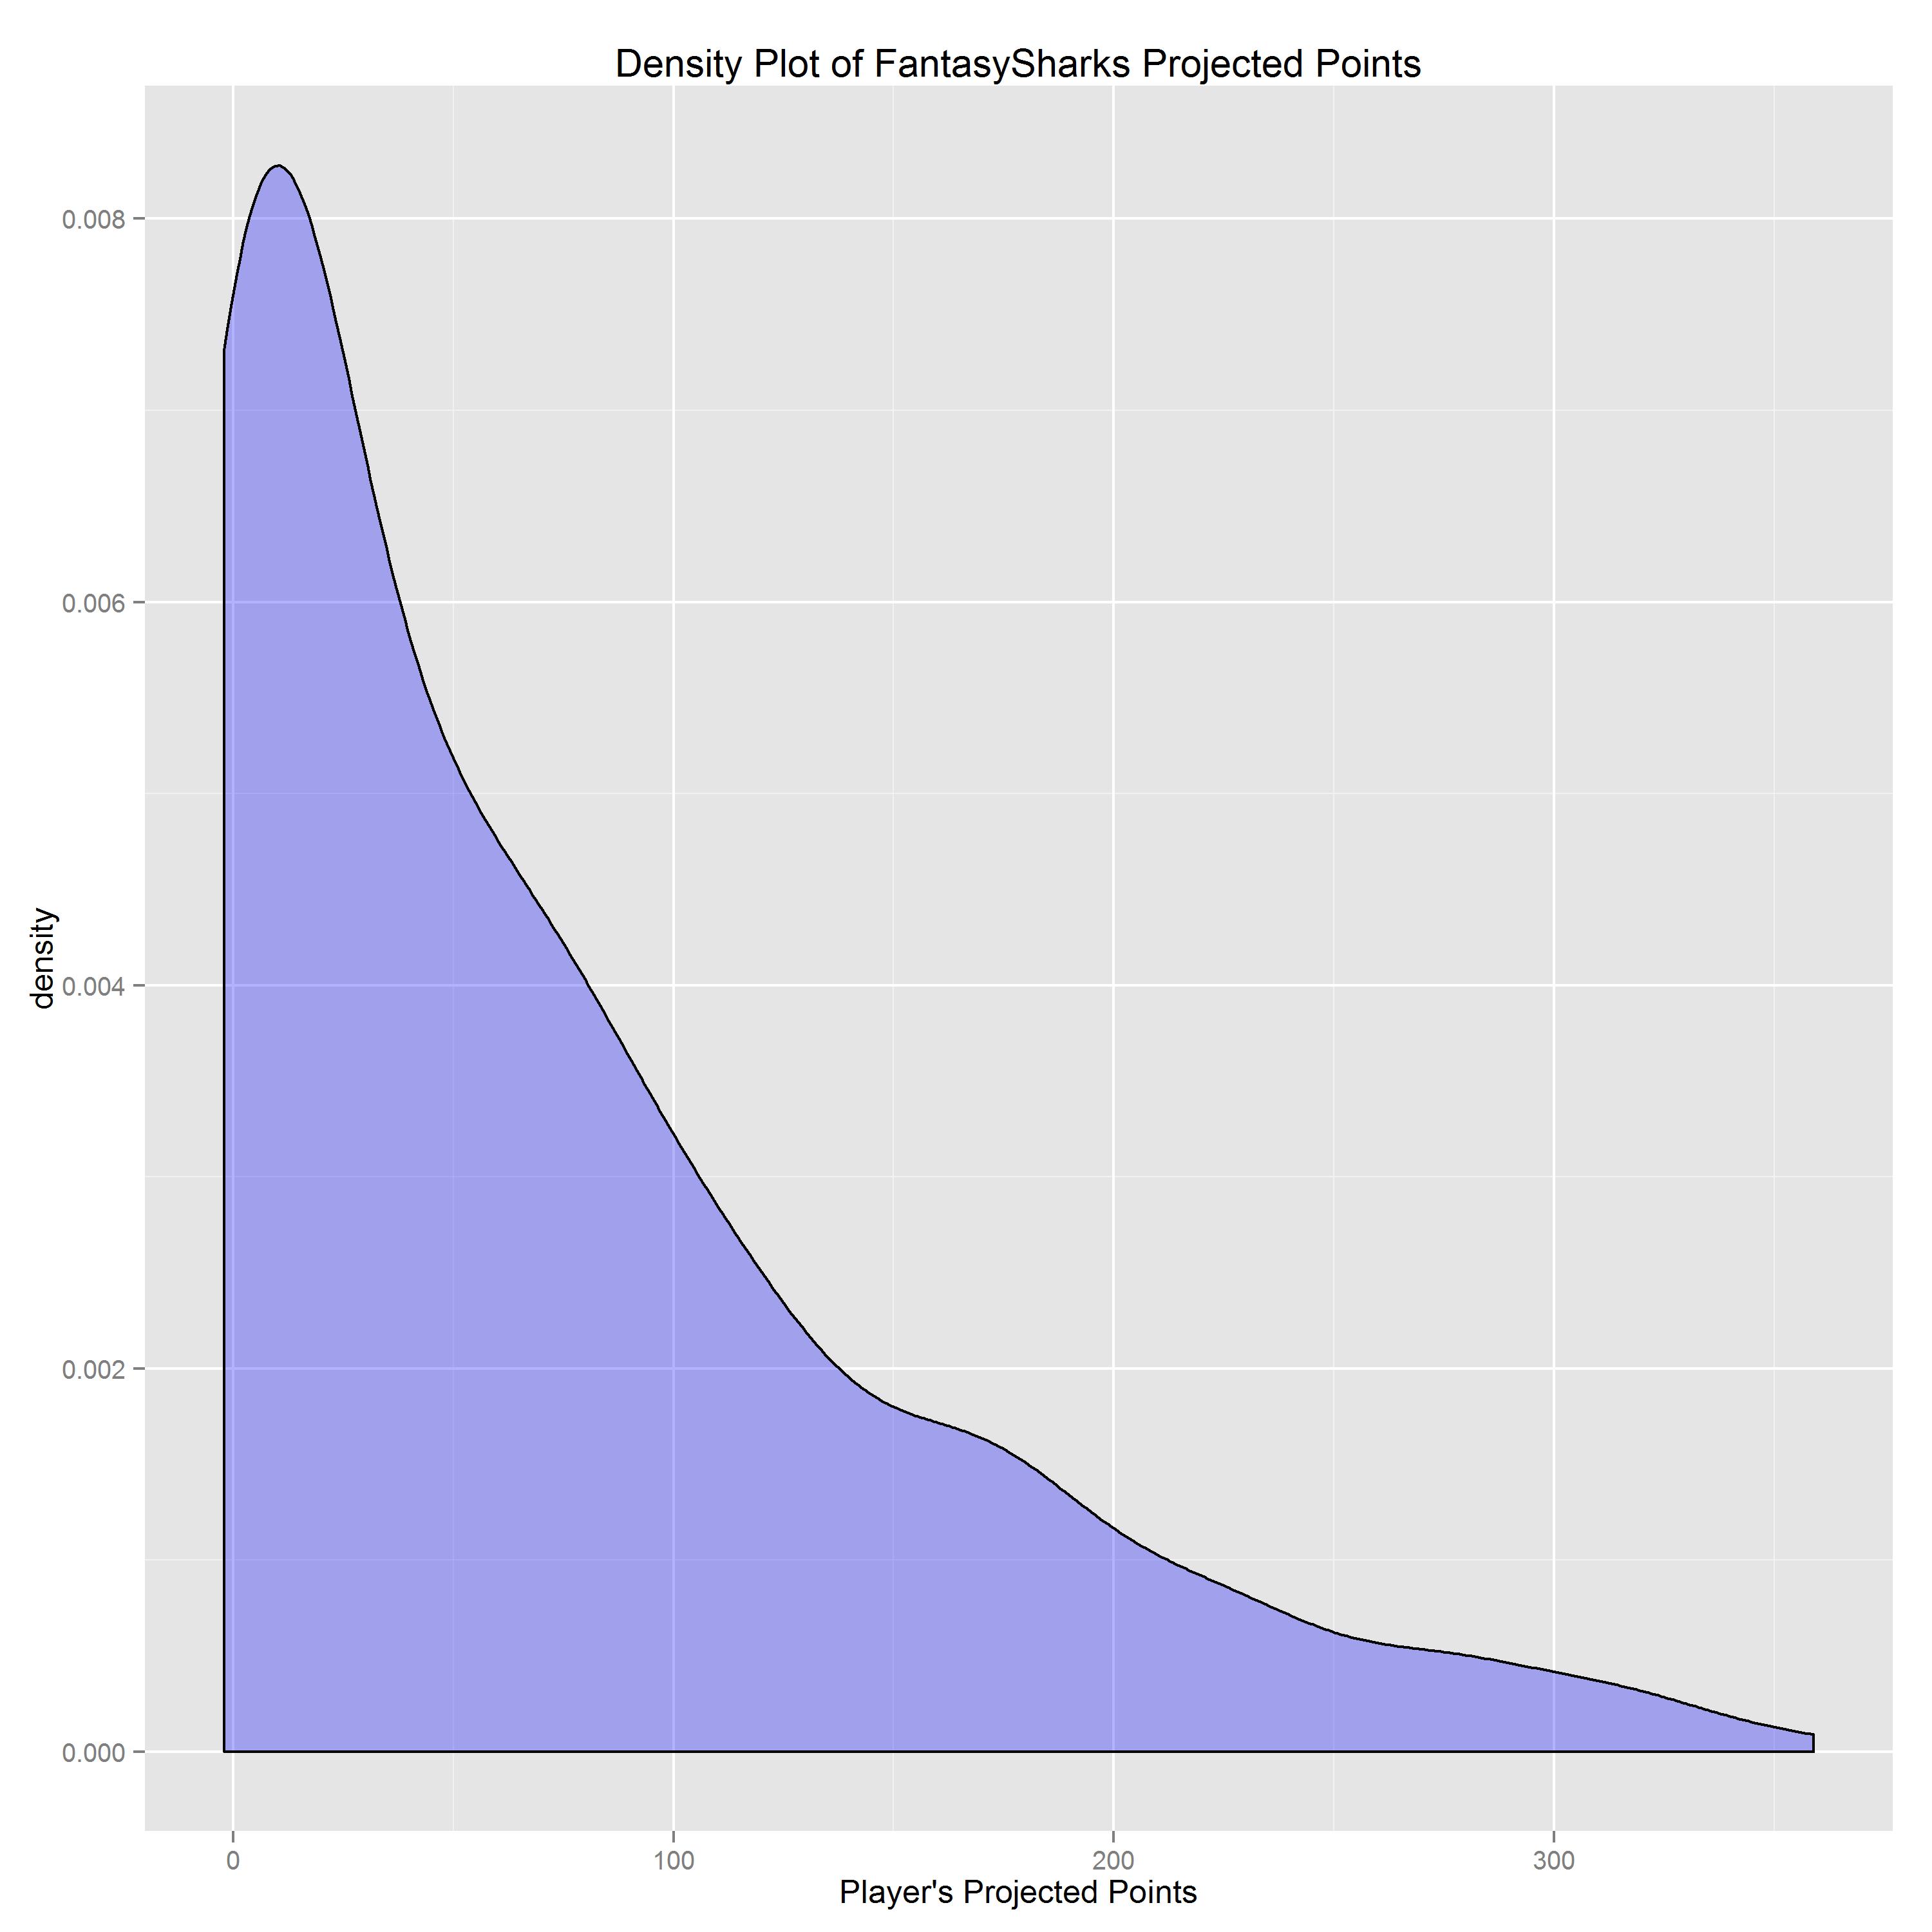 Density Plot of FantasySharks Projected Points
density
0.008
0.006
0.004
0.002
0.000
0 100 200 300
Player's Projected Points